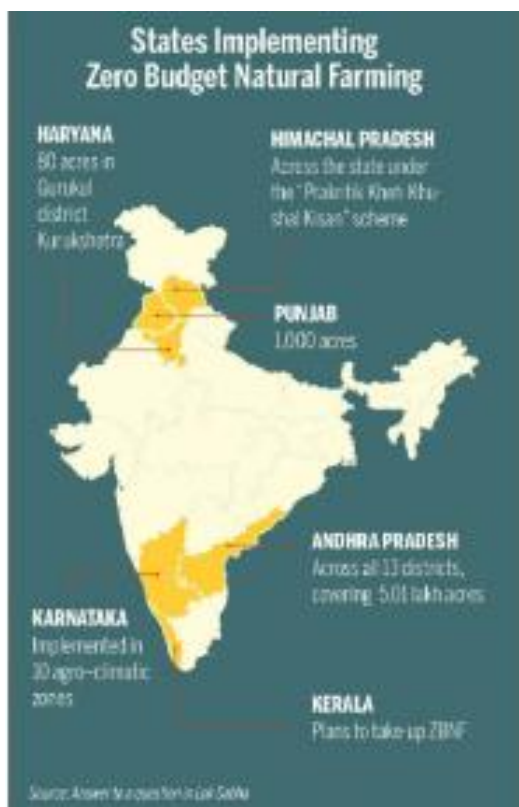 States Implementing
Zero Budget Natural Farming
HARYANA
80 acres in
Gurukul
district
Kurukshetra
HIMACHAL PRADESH
Across the state under
the "Prakritik Kheti Khu-
shal Kisan" scheme
PUNJAB
1,000 acres
ANDHRA PRADESH
Across all 13 districts,
covering 5.01 lakh acres
KARNATAKA
Implemented in
10 agro-climatic
zones
KERALA
Plans to take up ZBNF
Source: Answer to a question in Lok Sabha